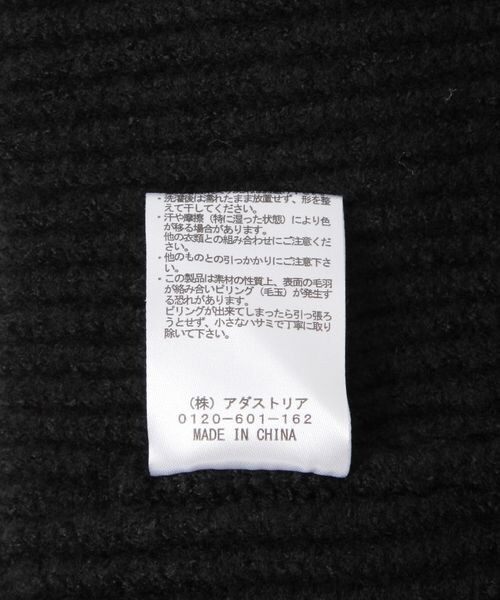 ・洗濯後は濡れたまま放置せず、形を整
えて干してください。
・汗や摩擦(特に湿った状態)により色
が移る場合があります。
他の衣類との組み合わせにご注意くだ
さい。
・他のものとの引っかかりにご注意下さ
い。
・この製品は素材の性質上、表面の毛羽
が絡み合いピリング(毛玉)が発生す
る恐れがあります。
ピリングが出来てしまったら引っ張ろ
うとせず、小さなハサミで丁寧に取り
除いて下さい。
(株)アダストリア
0120-601-162
MADE IN CHINA